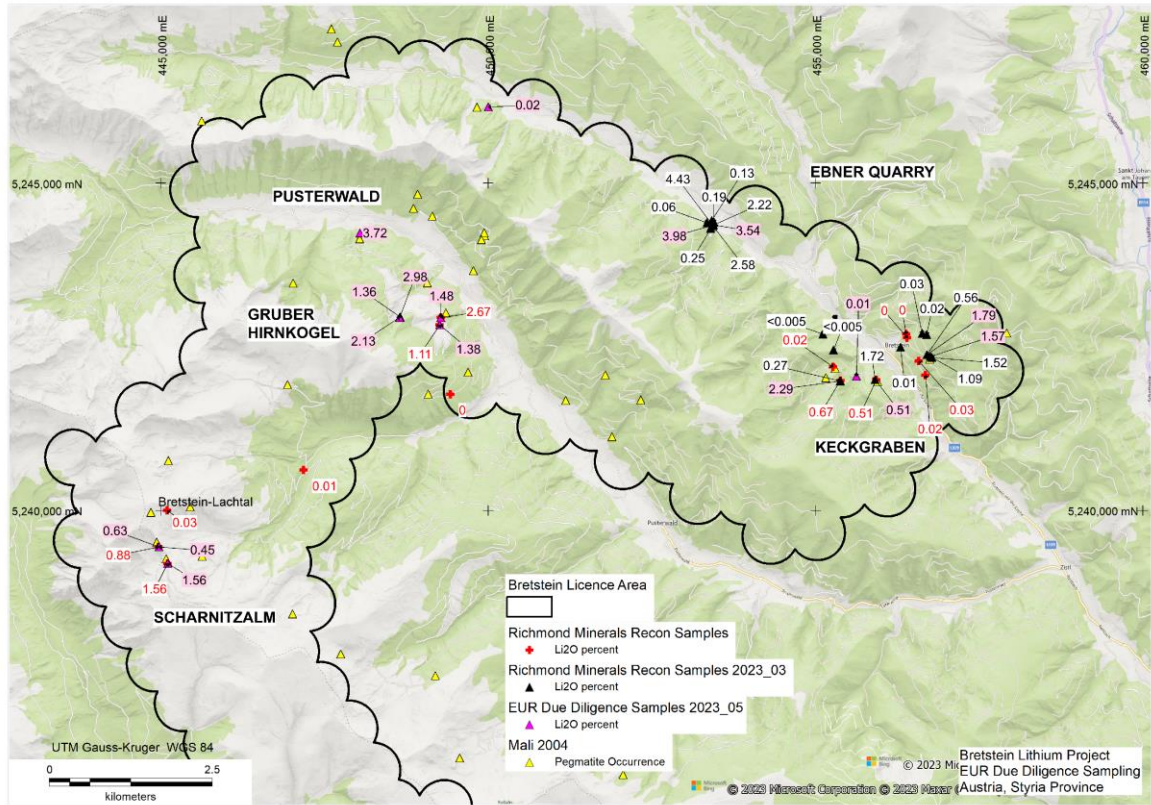 445,000 mE
450,000 mE
455,000 mE
460,000 mE
0.02
5,245,000 mN
5,245,000 mN
EBNER QUARRY
PUSTERWALD
4.43
0.13
0.19
0.06
2.22
3.98
3.54
0.25
2.58
3.72
2.98
1.36
1.48
2.67
GRUBER
HIRNKOGEL
2.13
1.11
1.38
0
0.03
0.56
0.01
0
0
0.02
1.79
<0.005
<0.005
1.57
Bretstein
0.02
1.72
1.52
0.27
0.01
1.09
2.29
0.67
0.51
0.51
0.03
0.02
KECKGRABEN
0.01
5,240,000 mN
5,240,000 mN
Bretstein-Lachtal
0.03
0.63
0.45
0.88
1.56
1.56
SCHARNITZALM
Pusterwald
Zistl
Bretstein Licence Area
Richmond Minerals Recon Samples
Li2O percent
Richmond Minerals Recon Samples 2023_03
Li2O percent
EUR Due Diligence Samples 2023_05
Li2O percent
Mali 2004
Pegmatite Occurrence
UTM Gauss-Kruger WGS 84
0
2.5
kilometers
Microsoft
Bing
© 2023 Mi
Microsoft
Bing
© 2023 Microsoft Corporation © 2023 Maxar
Bretstein Lithium Project
EUR Due Diligence Sampling
Austria, Styria Province